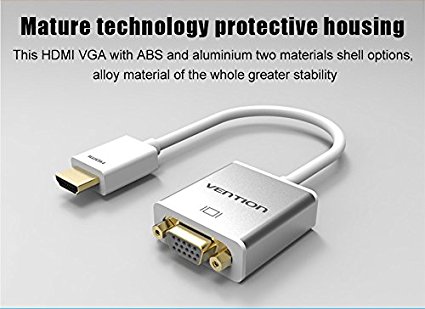 Mature technology protective housing
This HDMI VGA with ABS and aluminium two materials shell options,
alloy material of the whole greater stability
VENTION